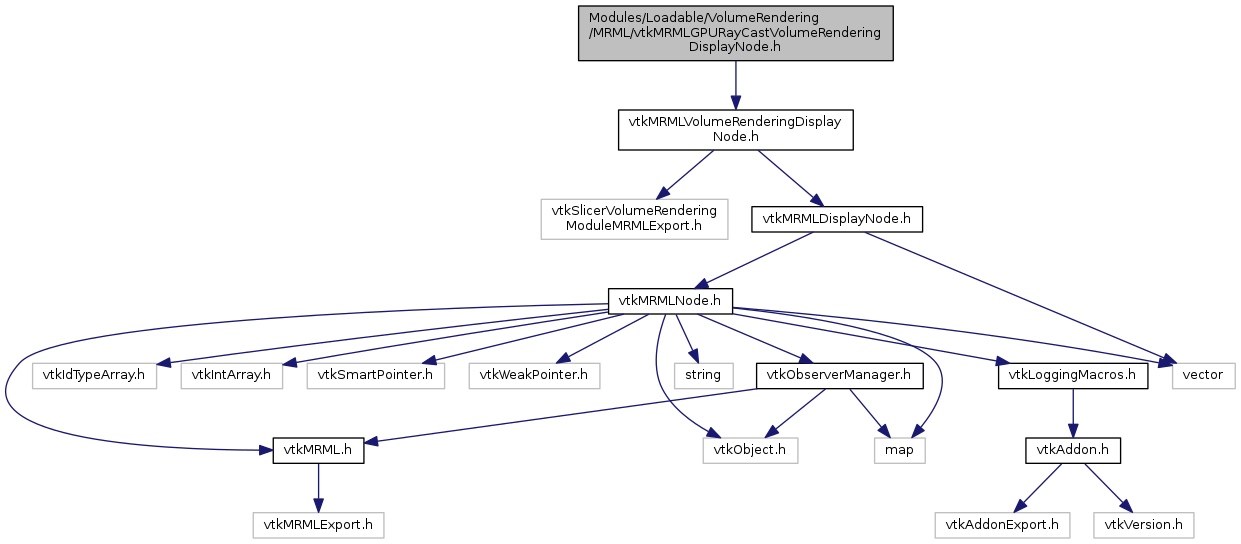 Modules/Loadable/VolumeRendering
/MRML/vtkMRMLGPURayCastVolumeRendering
DisplayNode.h
vtkMRMLVolumeRenderingDisplay
Node.h
vtkSlicerVolumeRendering
ModuleMRMLExport.h
vtkMRMLDisplayNode.h
vtkMRMLNode.h
vtkIdTypeArray.h
vtkIntArray.h
vtkSmartPointer.h
vtkWeakPointer.h
string
vtkObserverManager.h
vtkLoggingMacros.h
vector
vtkMRML.h
vtkObject.h
map
vtkAddon.h
vtkMRMLExport.h
vtkAddonExport.h
vtkVersion.h